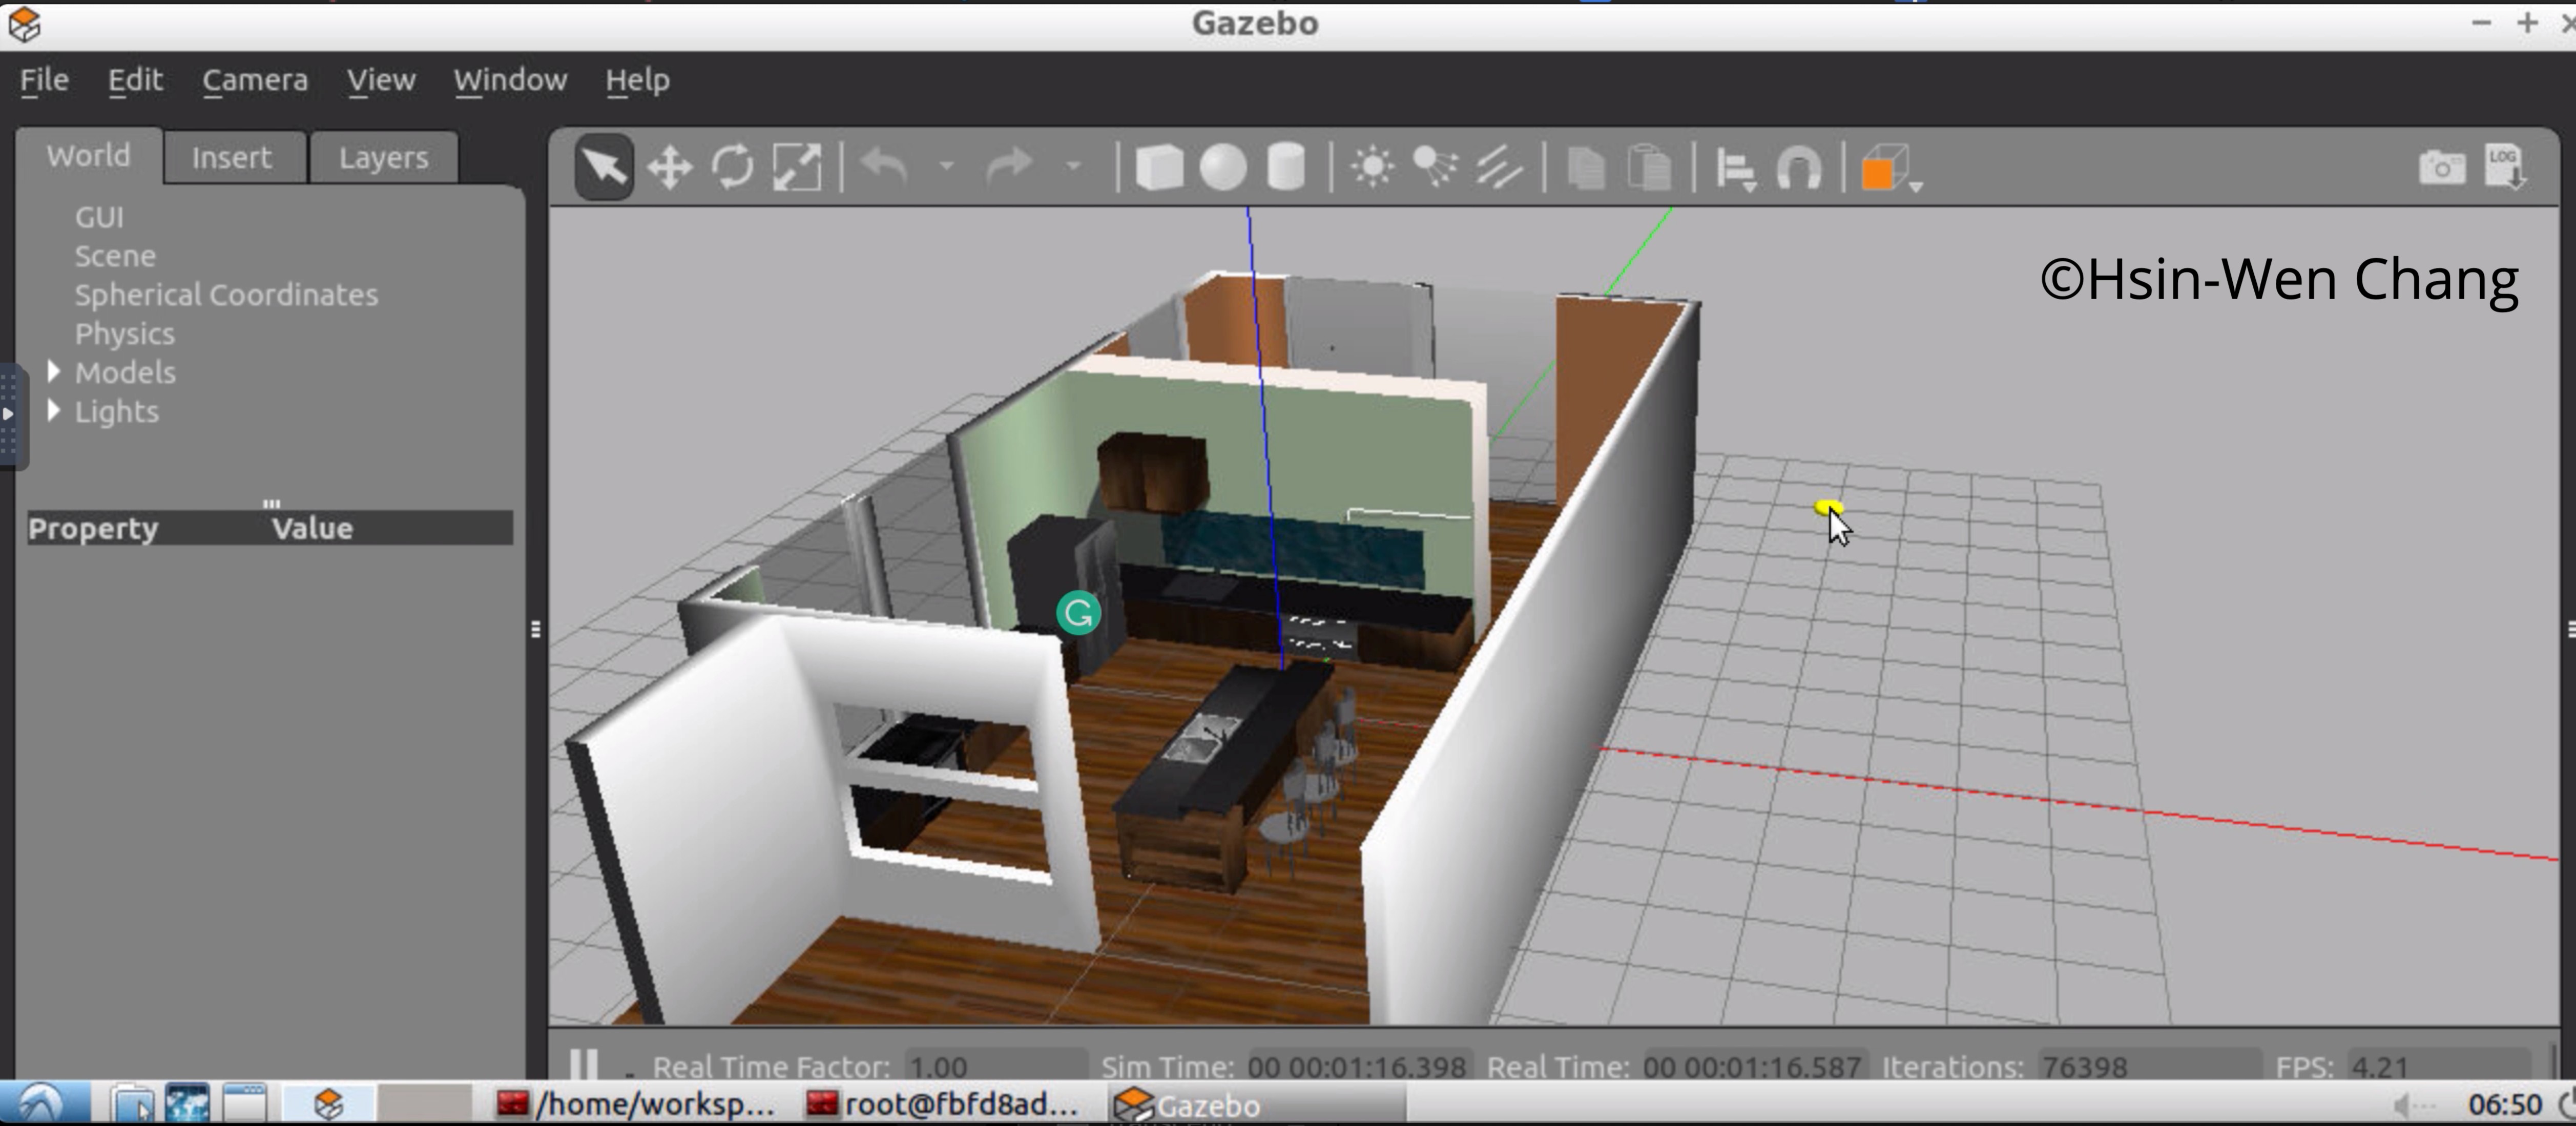 Gazebo
File Edit Camera View Window Help
World Insert Layers
LOG
GUI
Scene
Spherical Coordinates
Physics
Models
Lights
Property Value
©Hsin-Wen Chang
G
Real Time Factor: 1.00 Sim Time: 00 00:01:16.398 Real Time: 00 00:01:16.587 Iterations: 76398 FPS: 4.21
/home/worksp... root@fbfd8ad... Gazebo 06:50